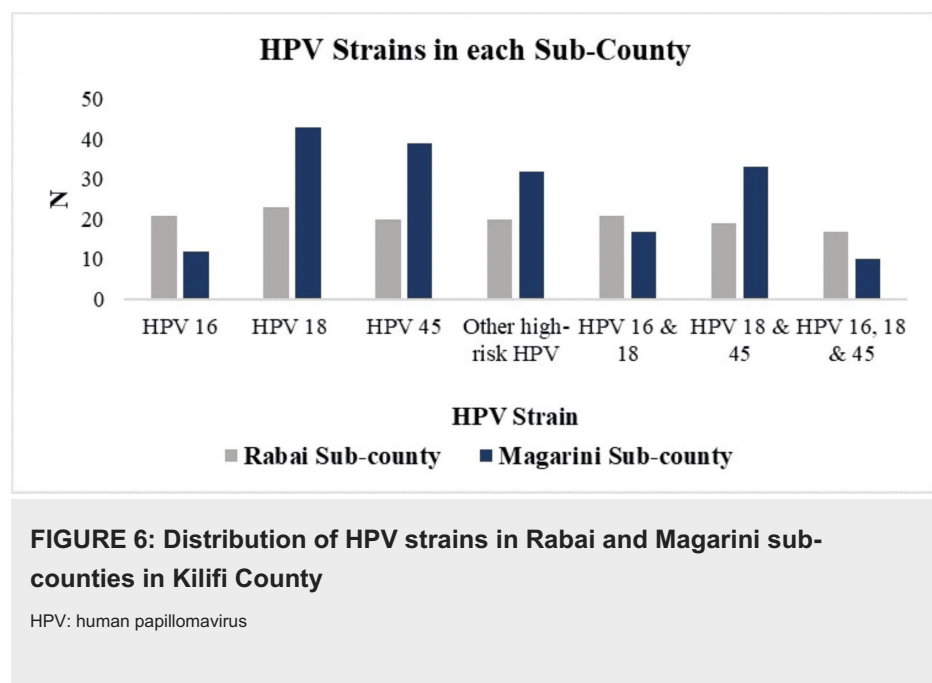 HPV Strains in each Sub-County
50
40
30
20
10
0
N
HPV 16
HPV 18
HPV 45
Other high-
risk HPV
HPV 16 &
18
HPV 18 &
45
HPV 16, 18
& 45
HPV Strain
Rabai Sub-county
Magarini Sub-county
FIGURE 6: Distribution of HPV strains in Rabai and Magarini sub-
counties in Kilifi County
HPV: human papillomavirus